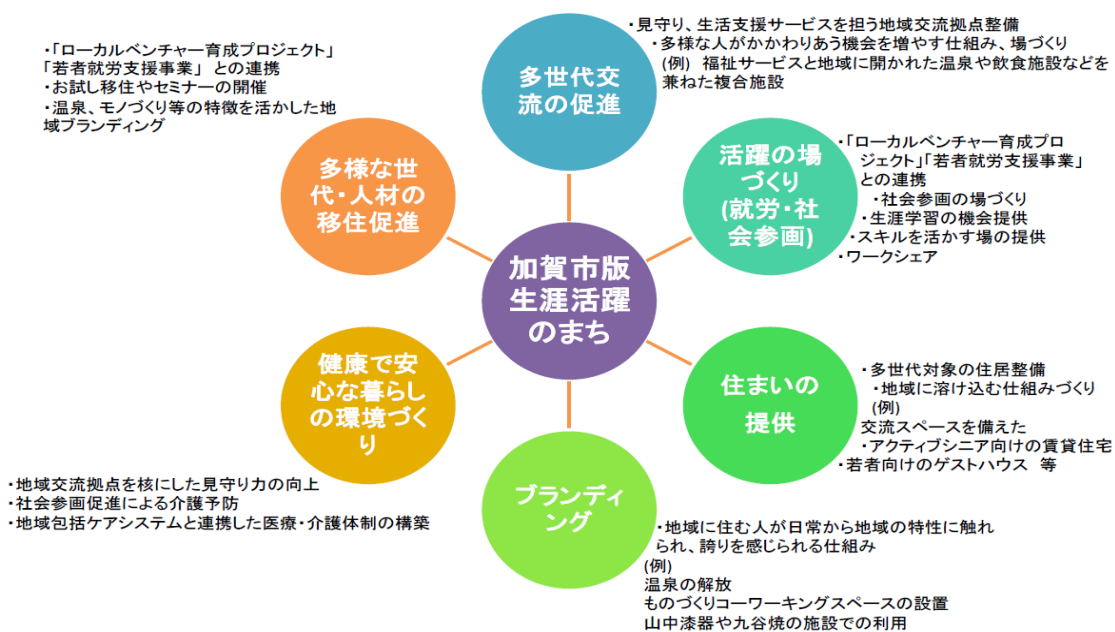 ・見守り、生活支援サービスを担う地域交流拠点整備
・多様な人がかかわりあう機会を増やす仕組み、場づくり
(例) 福祉サービスと地域に開かれた温泉や飲食施設などを
兼ねた複合施設
多世代交
流の促進
・「ローカルベンチャー育成プロジェクト」
「若者就労支援事業」 との連携
・お試し移住やセミナーの開催
・温泉、モノづくり等の特徴を活かした地
域ブランディング
多様な世
代・人材の
移住促進
活躍の場
づくり
(就労・社
会参画)
・「ローカルベンチャー育成プロ
ジェクト」「若者就労支援事業」
との連携
・社会参画の場づくり
・生涯学習の機会提供
・スキルを活かす場の提供
・ワークシェア
加賀市版
生涯活躍
のまち
健康で安
心な暮らし
の環境づく
り
・地域交流拠点を核にした見守り力の向上
・社会参画促進による介護予防
・地域包括ケアシステムと連携した医療・介護体制の構築
住まいの
提供
・多世代対象の住居整備
・地域に溶け込む仕組みづくり
(例)
交流スペースを備えた
・アクティブシニア向けの賃貸住宅
・若者向けのゲストハウス 等
ブランディ
ング
・地域に住む人が日常から地域の特性に触れ
られ、誇りを感じられる仕組み
(例)
温泉の解放
ものづくりコーワーキングスペースの設置
山中漆器や九谷焼の施設での利用